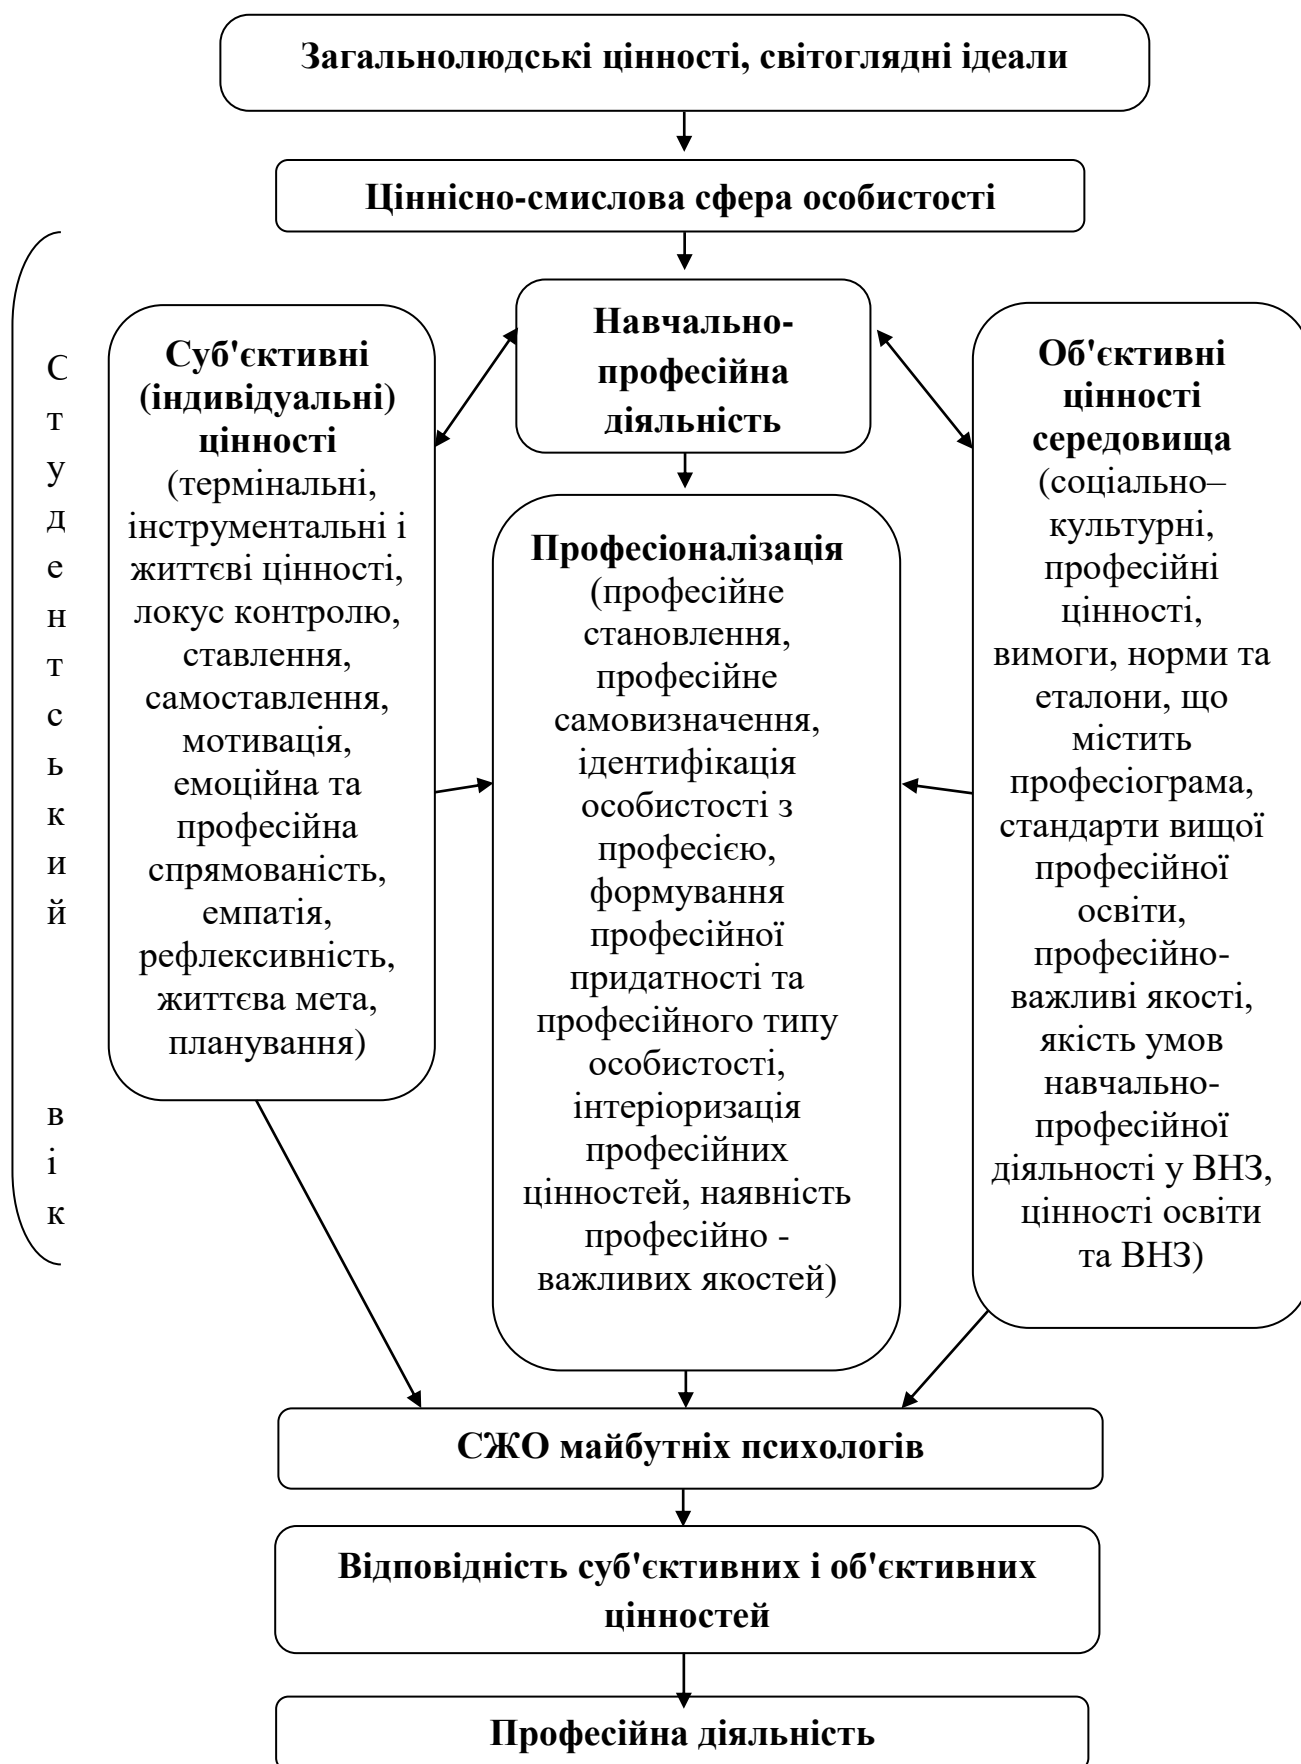 Загальнолюдські цінності, світоглядні ідеали
Ціннісно-смислова сфера особистості
Студентський вік
Навчально-
професійна
діяльність
Суб'єктивні
(індивідуальні)
цінності
(термінальні,
інструментальні і
життєві цінності,
локус контролю,
ставлення,
самоставлення,
мотивація,
емоційна та
професійна
спрямованість,
емпатія,
рефлексивність,
життєва мета,
планування)
Професіоналізація
(професійне
становлення,
професійне
самовизначення,
ідентифікація
особистості з
професією,
формування
професійної
придатності та
професійного типу
особистості,
інтеріоризація
професійних
цінностей, наявність
професійно -
важливих якостей)
Об'єктивні
цінності
середовища
(соціально–
культурні,
професійні
цінності,
вимоги, норми та
еталони, що
містить
професіограма,
стандарти вищої
професійної
освіти,
професійно-
важливі якості,
якість умов
навчально-
професійної
діяльності у ВНЗ,
цінності освіти
та ВНЗ)
СЖО майбутніх психологів
Відповідність суб'єктивних і об'єктивних
цінностей
Професійна діяльність